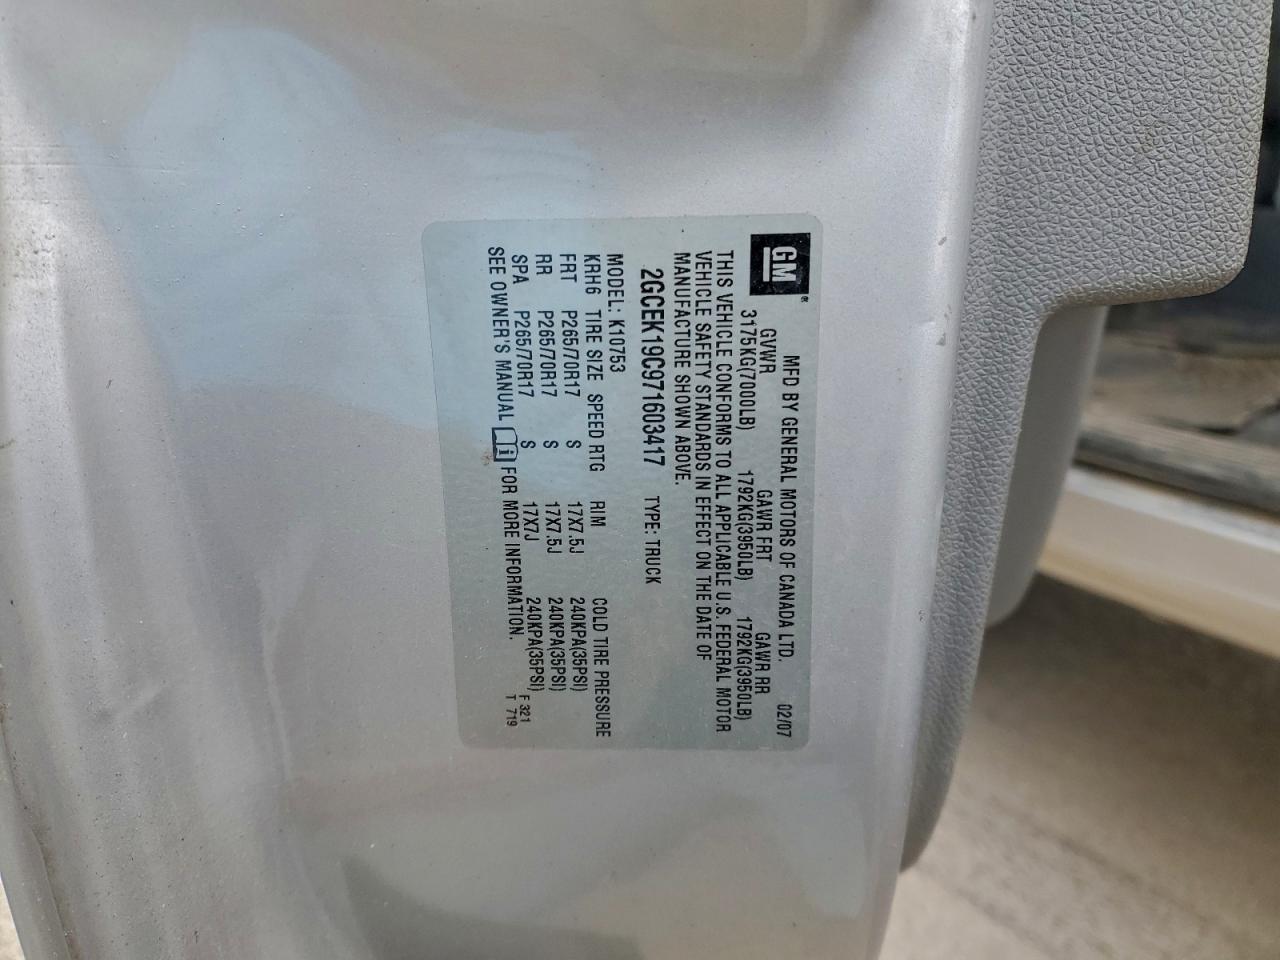 GM ®
MFD BY GENERAL MOTORS OF CANADA LTD. 02/07
GVWR GAWR FRT GAWR RR
3175KG(7000LB) 1792KG(3950LB) 1792KG(3950LB)
THIS VEHICLE CONFORMS TO ALL APPLICABLE U.S. FEDERAL MOTOR
VEHICLE SAFETY STANDARDS IN EFFECT ON THE DATE OF
MANUFACTURE SHOWN ABOVE.
2GCEK19C971603417 TYPE: TRUCK
MODEL: K10753
KRH6 TIRE SIZE SPEED RTG RIM COLD TIRE PRESSURE
FRT P265/70R17 S 17X7.5J 240KPA(35PSI)
RR P265/70R17 S 17X7.5J 240KPA(35PSI)
SPA P265/70R17 S 17X7J 240KPA(35PSI)
SEE OWNER'S MANUAL i FOR MORE INFORMATION.
F 321
T 719